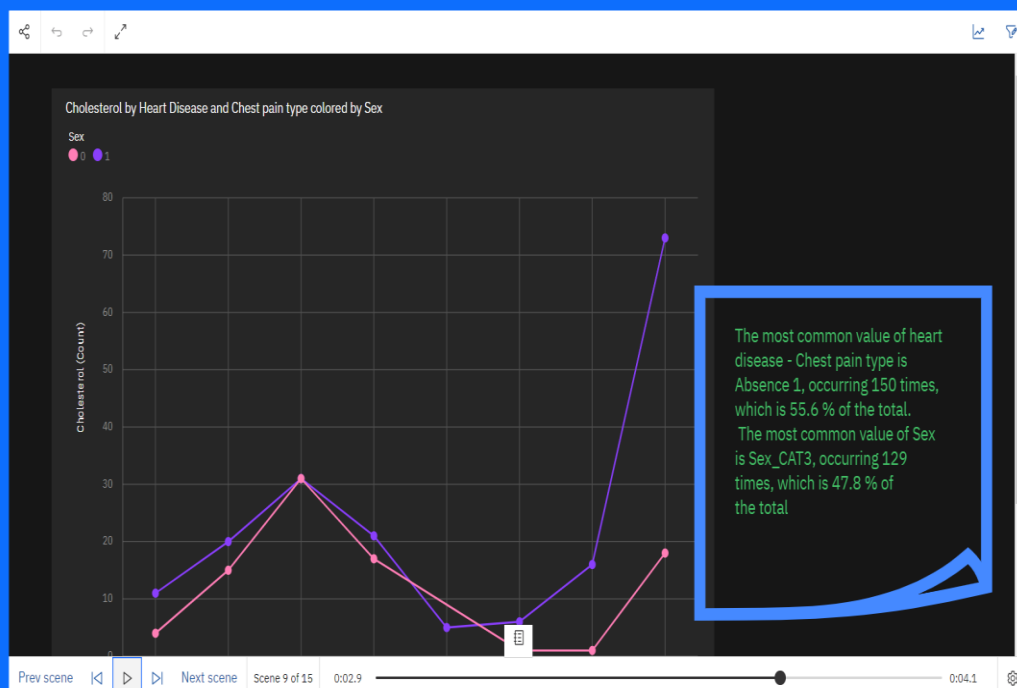 Cholesterol by Heart Disease and Chest pain type colored by Sex
Sex
0 1
80
70
60
50
40
30
20
10
0
Cholesterol (Count)
The most common value of heart
disease - Chest pain type is
Absence 1, occurring 150 times,
which is 55.6 % of the total.
The most common value of Sex
is Sex_CAT3, occurring 129
times, which is 47.8 % of
the total
Prev scene Next scene Scene 9 of 15 0:02.9 0:04.1